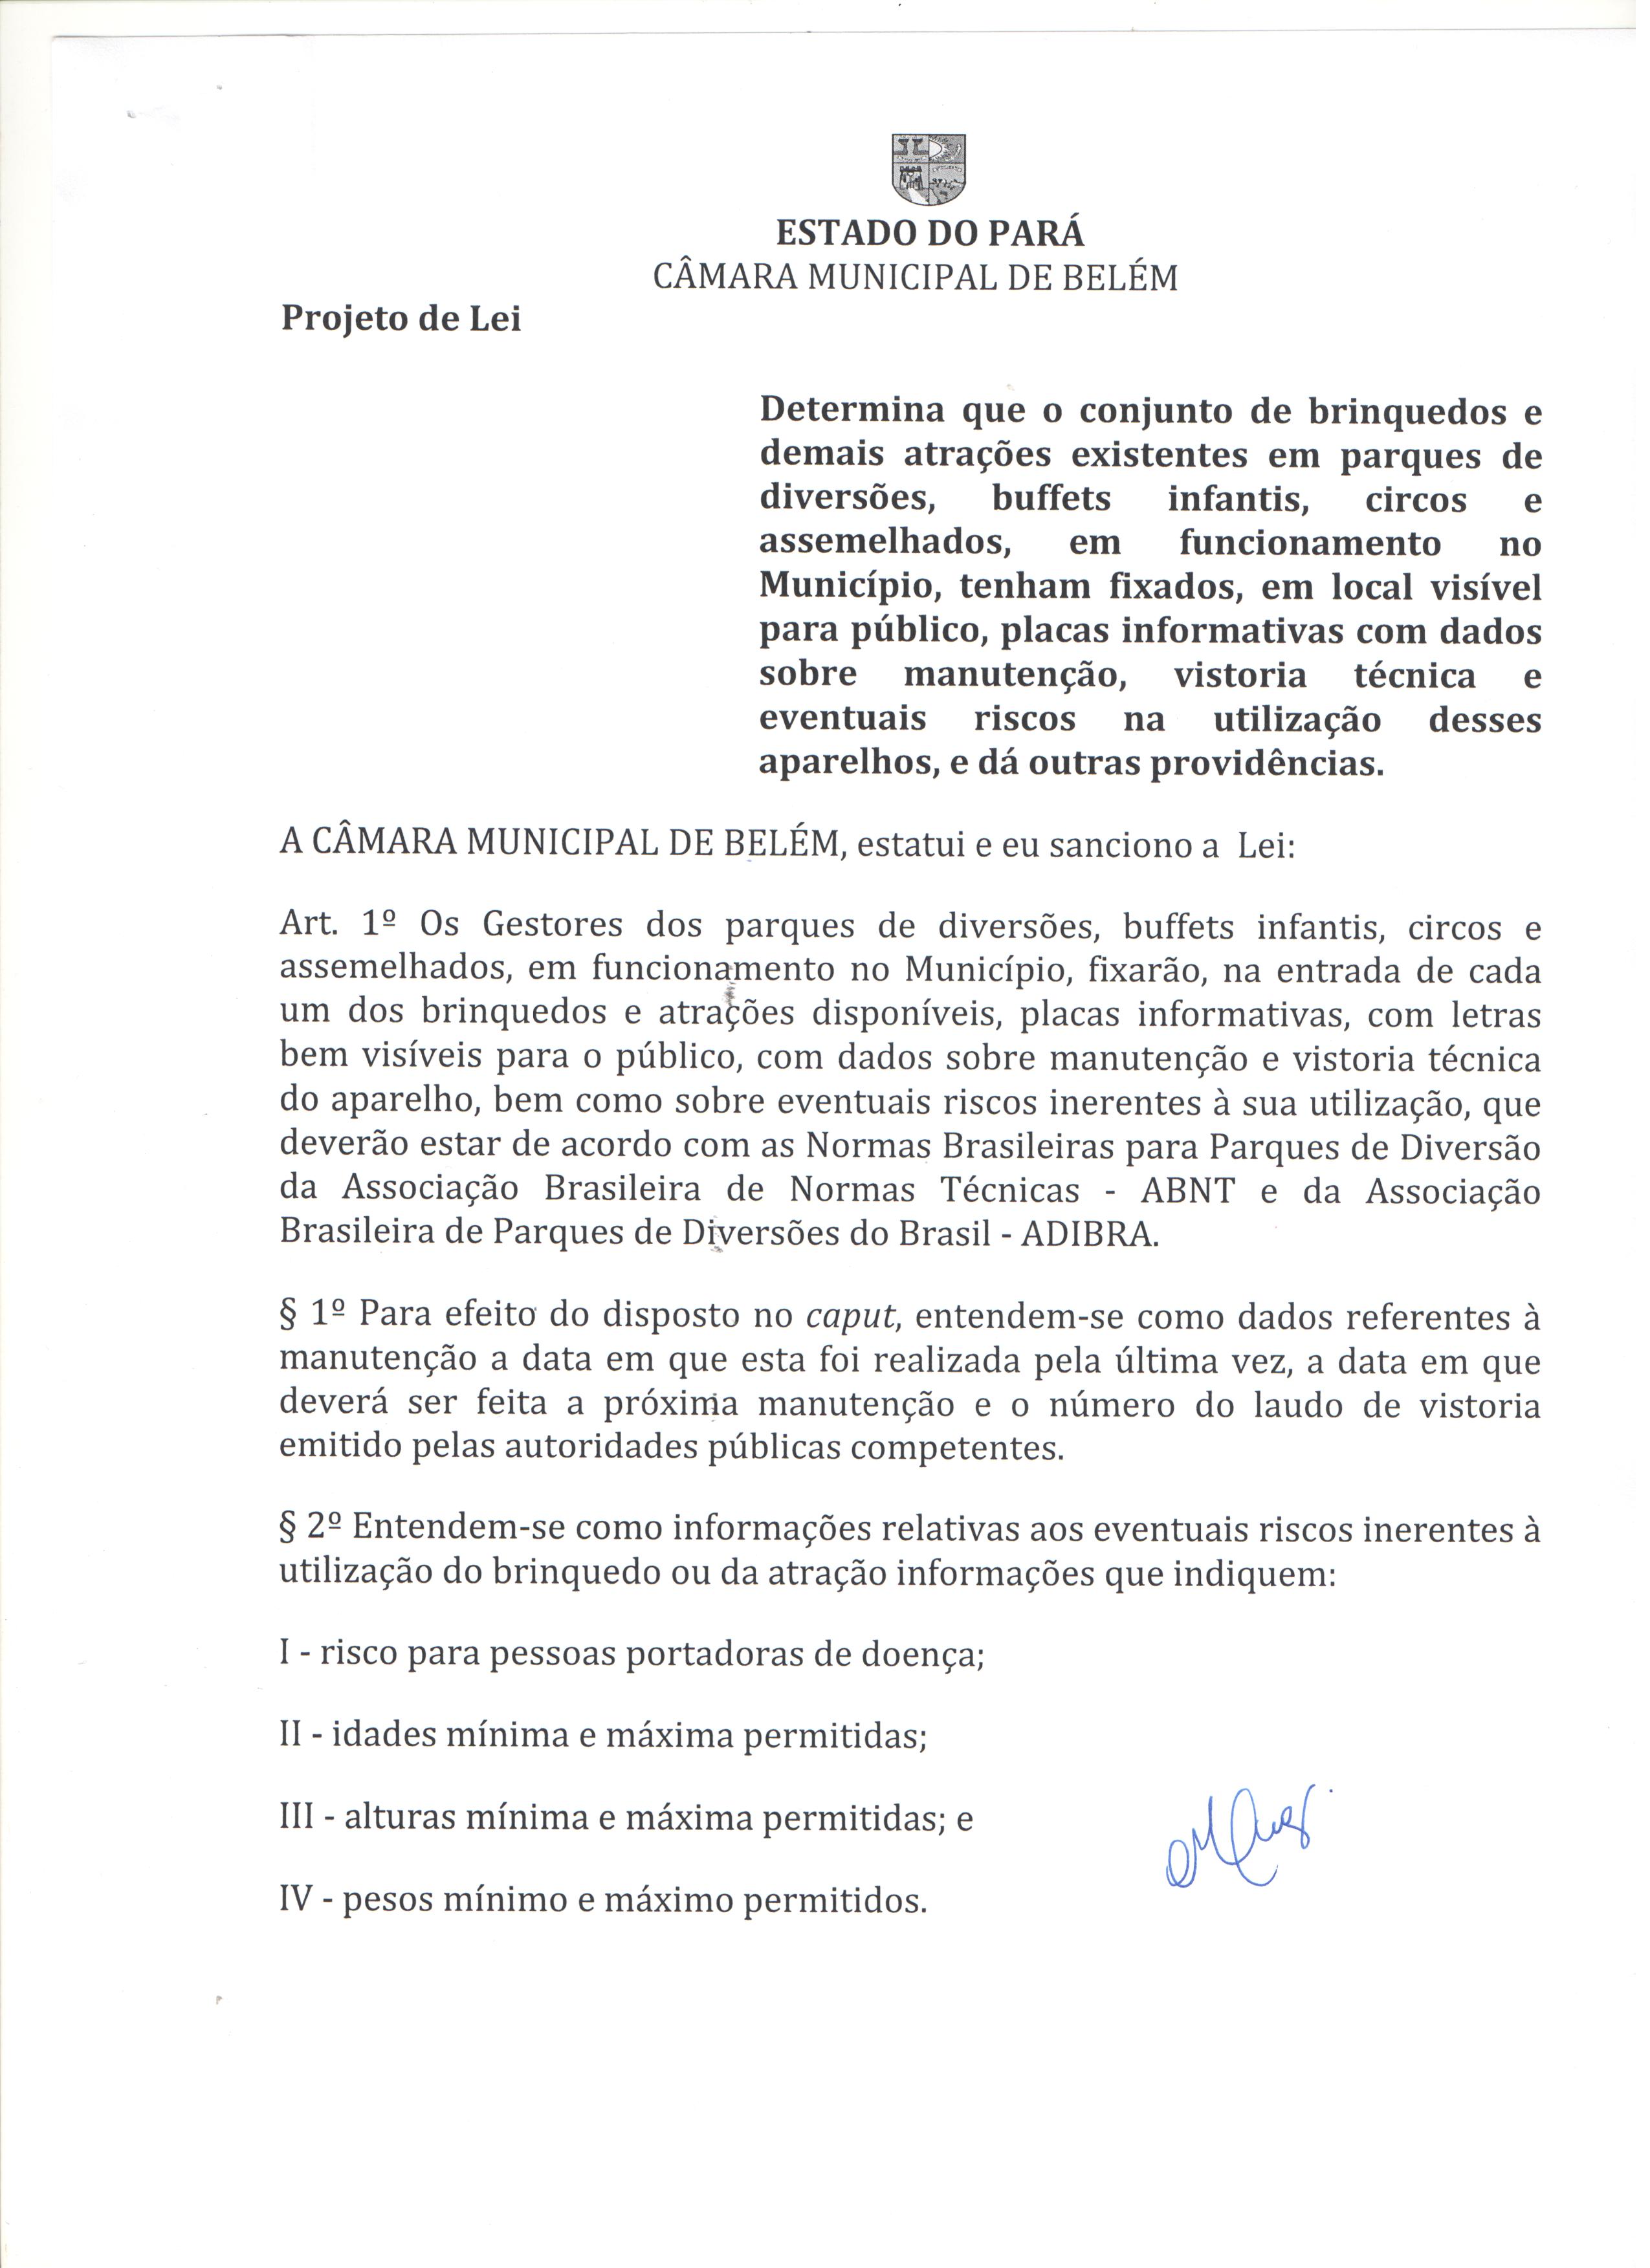 ESTADO DO PARÁ
CÂMARA MUNICIPAL DE BELÉM
Projeto de Lei
Determina que o conjunto de brinquedos e
demais atrações existentes em parques de
diversões, buffets infantis, circos e
assemelhados, em funcionamento no
Município, tenham fixados, em local visível
para público, placas informativas com dados
sobre manutenção, vistoria técnica e
eventuais riscos na utilização desses
aparelhos, e dá outras providências.
A CÂMARA MUNICIPAL DE BELÉM, estatui e eu sanciono a Lei:
Art. 1º Os Gestores dos parques de diversões, buffets infantis, circos e
assemelhados, em funcionamento no Município, fixarão, na entrada de cada
um dos brinquedos e atrações disponíveis, placas informativas, com letras
bem visíveis para o público, com dados sobre manutenção e vistoria técnica
do aparelho, bem como sobre eventuais riscos inerentes à sua utilização, que
deverão estar de acordo com as Normas Brasileiras para Parques de Diversão
da Associação Brasileira de Normas Técnicas - ABNT e da Associação
Brasileira de Parques de Diversões do Brasil - ADIBRA.
§ 1º Para efeito do disposto no caput, entendem-se como dados referentes à
manutenção a data em que esta foi realizada pela última vez, a data em que
deverá ser feita a próxima manutenção e o número do laudo de vistoria
emitido pelas autoridades públicas competentes.
§ 2º Entendem-se como informações relativas aos eventuais riscos inerentes à
utilização do brinquedo ou da atração informações que indiquem:
I - risco para pessoas portadoras de doença;
II - idades mínima e máxima permitidas;
III - alturas mínima e máxima permitidas; e
IV - pesos mínimo e máximo permitidos.